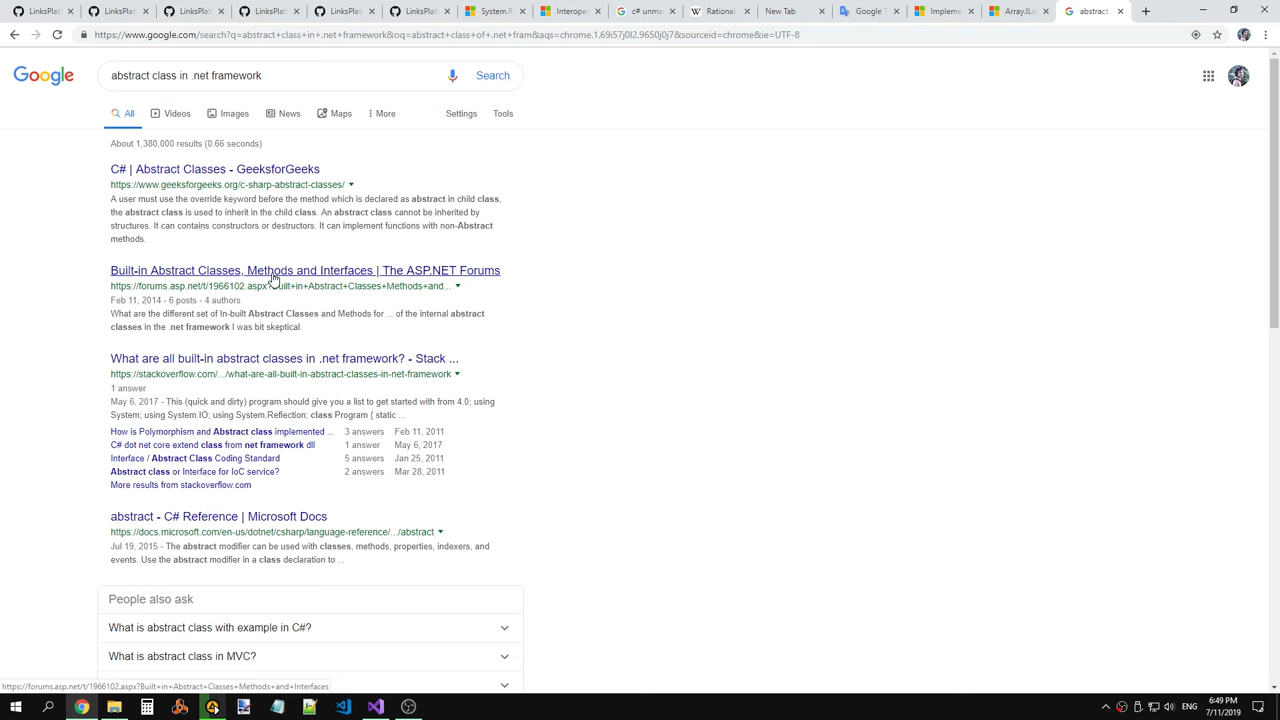 LinksPlat
LinksPlat
LinksPlat
LinksPlat
LinksPlat
LinksPlat
System.R
Interope
c# unma
Rational
New Tab
Google T
Impleme
Array.ILis
abstract
https://www.google.com/search?q=abstract+class+in+.net+framework&oq=abstract+class+of+.net+fram&aqs=chrome.1.69i57j0l2.9650j0j7&sourceid=chrome&ie=UTF-8
Google
abstract class in .net framework
Search
All
Videos
Images
News
Maps
More
Settings
Tools
About 1,380,000 results (0.66 seconds)
C# | Abstract Classes - GeeksforGeeks
https://www.geeksforgeeks.org/c-sharp-abstract-classes/
A user must use the override keyword before the method which is declared as abstract in child class,
the abstract class is used to inherit in the child class. An abstract class cannot be inherited by
structures. It can contains constructors or destructors. It can implement functions with non-Abstract
methods.
Built-in Abstract Classes, Methods and Interfaces | The ASP.NET Forums
https://forums.asp.net/t/1966102.aspx?Built+in+Abstract+Classes+Methods+and...
Feb 11, 2014 - 6 posts - 4 authors
What are the different set of In-built Abstract Classes and Methods for ... of the internal abstract
classes in the .net framework I was bit skeptical.
What are all built-in abstract classes in .net framework? - Stack ...
https://stackoverflow.com/.../what-are-all-built-in-abstract-classes-in-net-framework
1 answer
May 6, 2017 - This (quick and dirty) program should give you a list to get started with from 4.0; using
System; using System.IO; using System.Reflection; class Program { static ...
How is Polymorphism and Abstract class implemented ... 3 answers Feb 11, 2011
C# dot net core extend class from net framework dll 1 answer May 6, 2017
Interface / Abstract Class Coding Standard 5 answers Jan 25, 2011
Abstract class or Interface for IoC service? 2 answers Mar 28, 2011
More results from stackoverflow.com
abstract - C# Reference | Microsoft Docs
https://docs.microsoft.com/en-us/dotnet/csharp/language-reference/.../abstract
Jul 19, 2015 - The abstract modifier can be used with classes, methods, properties, indexers, and
events. Use the abstract modifier in a class declaration to ...
People also ask
What is abstract class with example in C#?
What is abstract class in MVC?
https://forums.asp.net/t/1966102.aspx?Built+in+Abstract+Classes+Methods+and+Interfaces
ENG
6:49 PM
7/11/2019